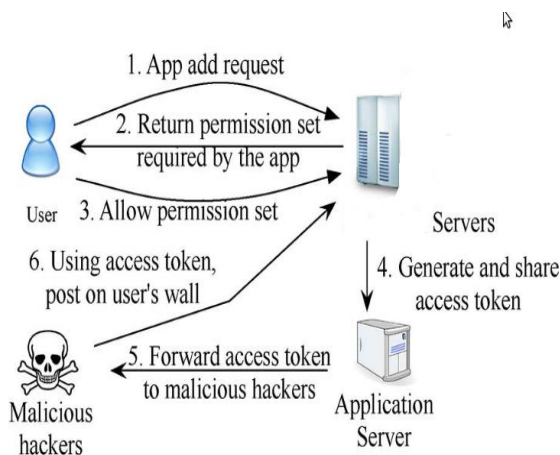 1. App add request
2. Return permission set
required by the app
User
3. Allow permission set
Servers
6. Using access token,
post on user's wall
4. Generate and share
access token
5. Forward access token
to malicious hackers
Malicious
hackers
Application
Server